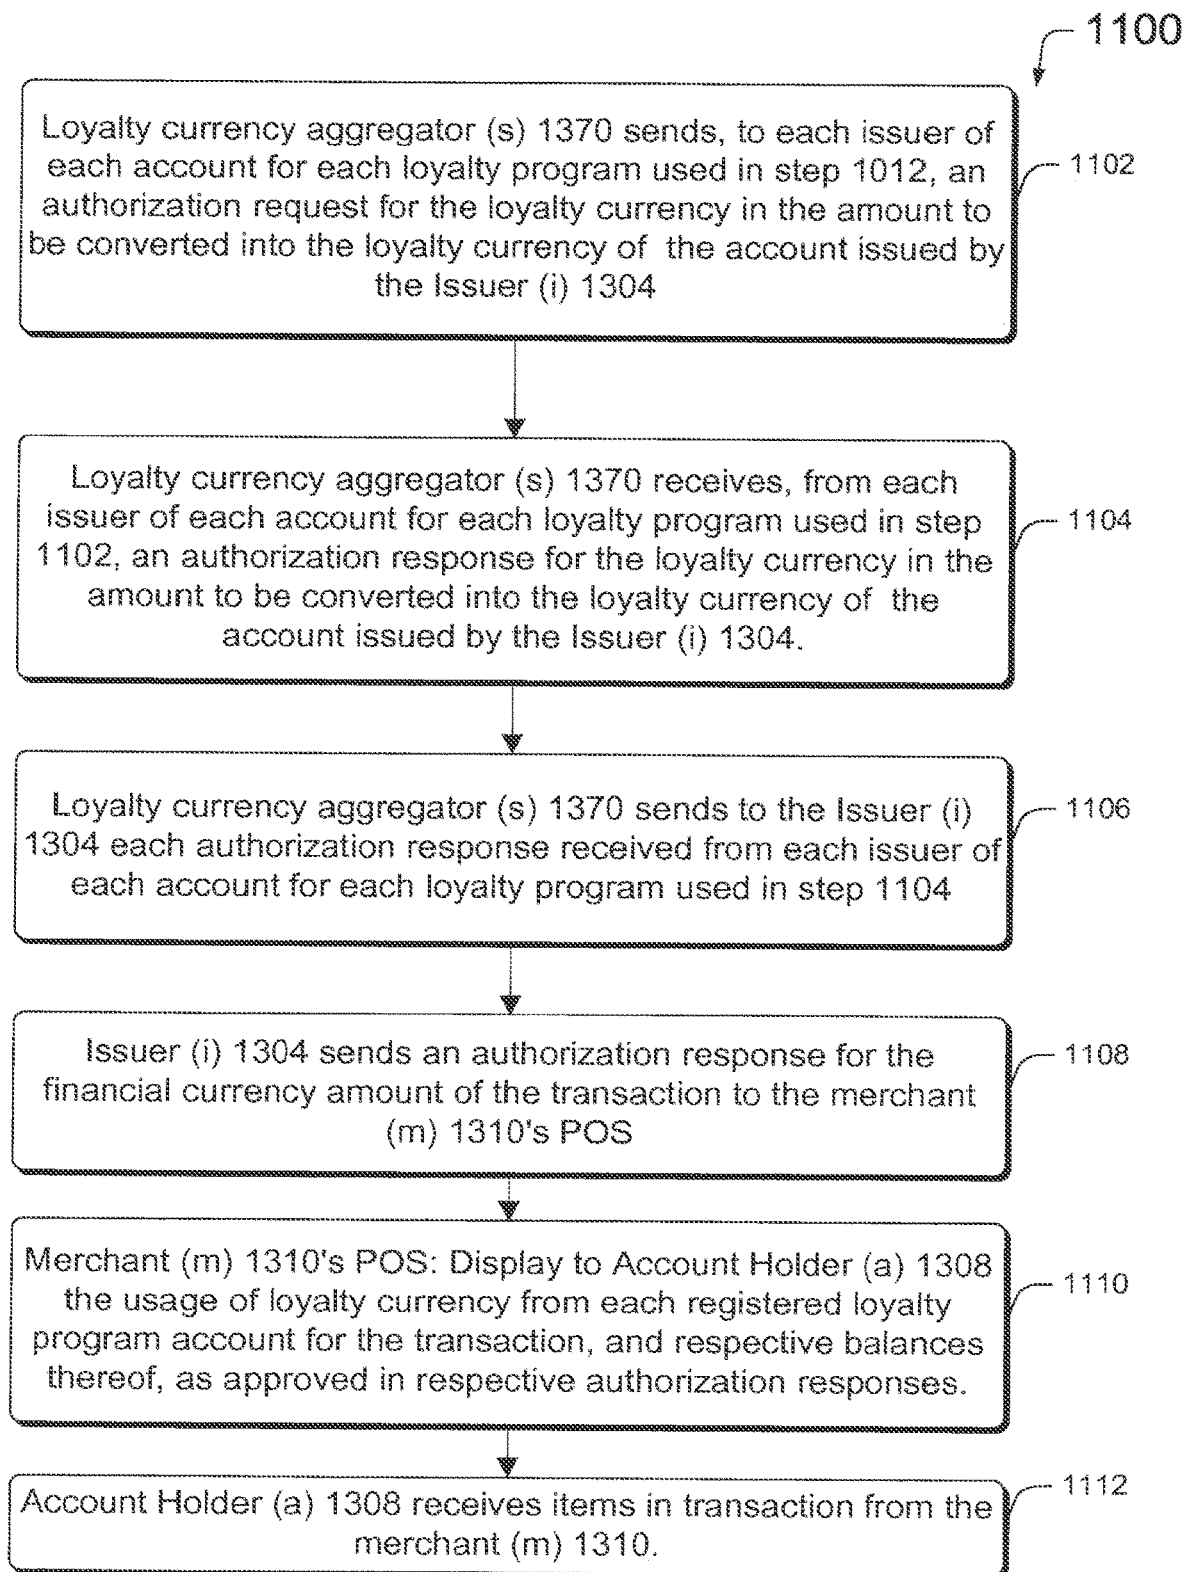 1100
Loyalty currency aggregator (s) 1370 sends, to each issuer of
each account for each loyalty program used in step 1012, an
authorization request for the loyalty currency in the amount to
be converted into the loyalty currency of the account issued by
the Issuer (i) 1304
1102
Loyalty currency aggregator (s) 1370 receives, from each
issuer of each account for each loyalty program used in step
1102, an authorization response for the loyalty currency in the
amount to be converted into the loyalty currency of the
account issued by the Issuer (i) 1304.
1104
Loyalty currency aggregator (s) 1370 sends to the Issuer (i)
1304 each authorization response received from each issuer of
each account for each loyalty program used in step 1104
1106
Issuer (i) 1304 sends an authorization response for the
financial currency amount of the transaction to the merchant
(m) 1310's POS
1108
Merchant (m) 1310's POS: Display to Account Holder (a) 1308
the usage of loyalty currency from each registered loyalty
program account for the transaction, and respective balances
thereof, as approved in respective authorization responses.
1110
Account Holder (a) 1308 receives items in transaction from the
merchant (m) 1310.
1112